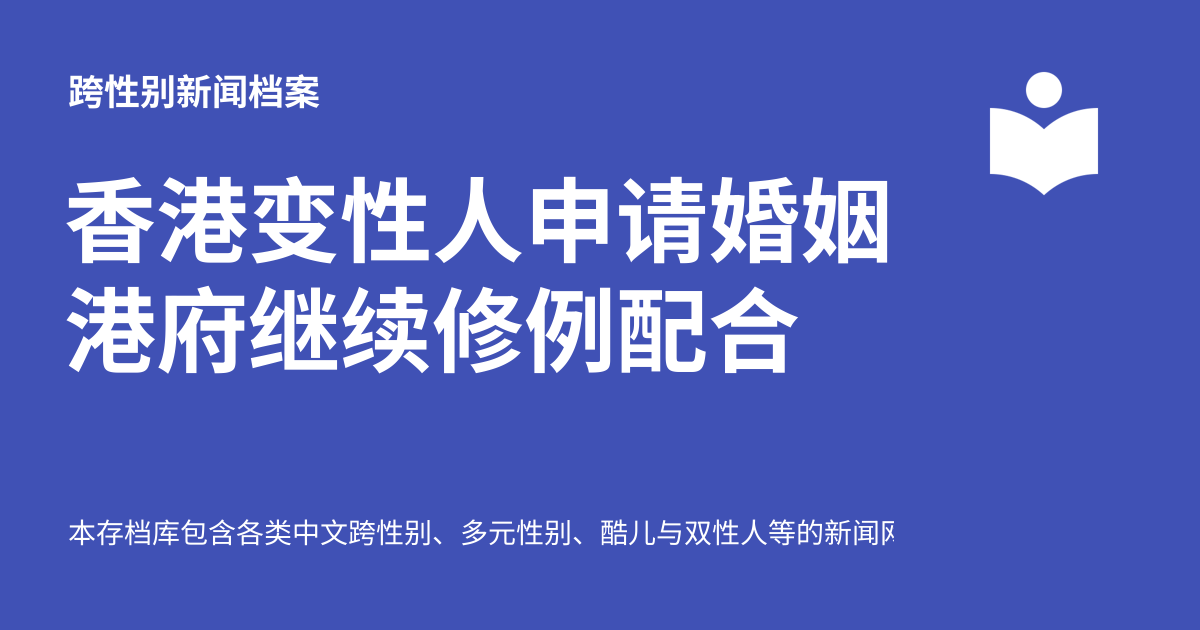 跨性别新闻档案
香港变性人申请婚姻
港府继续修例配合
本存档库包含各类中文跨性别、多元性别、酷儿与双性人等的新闻